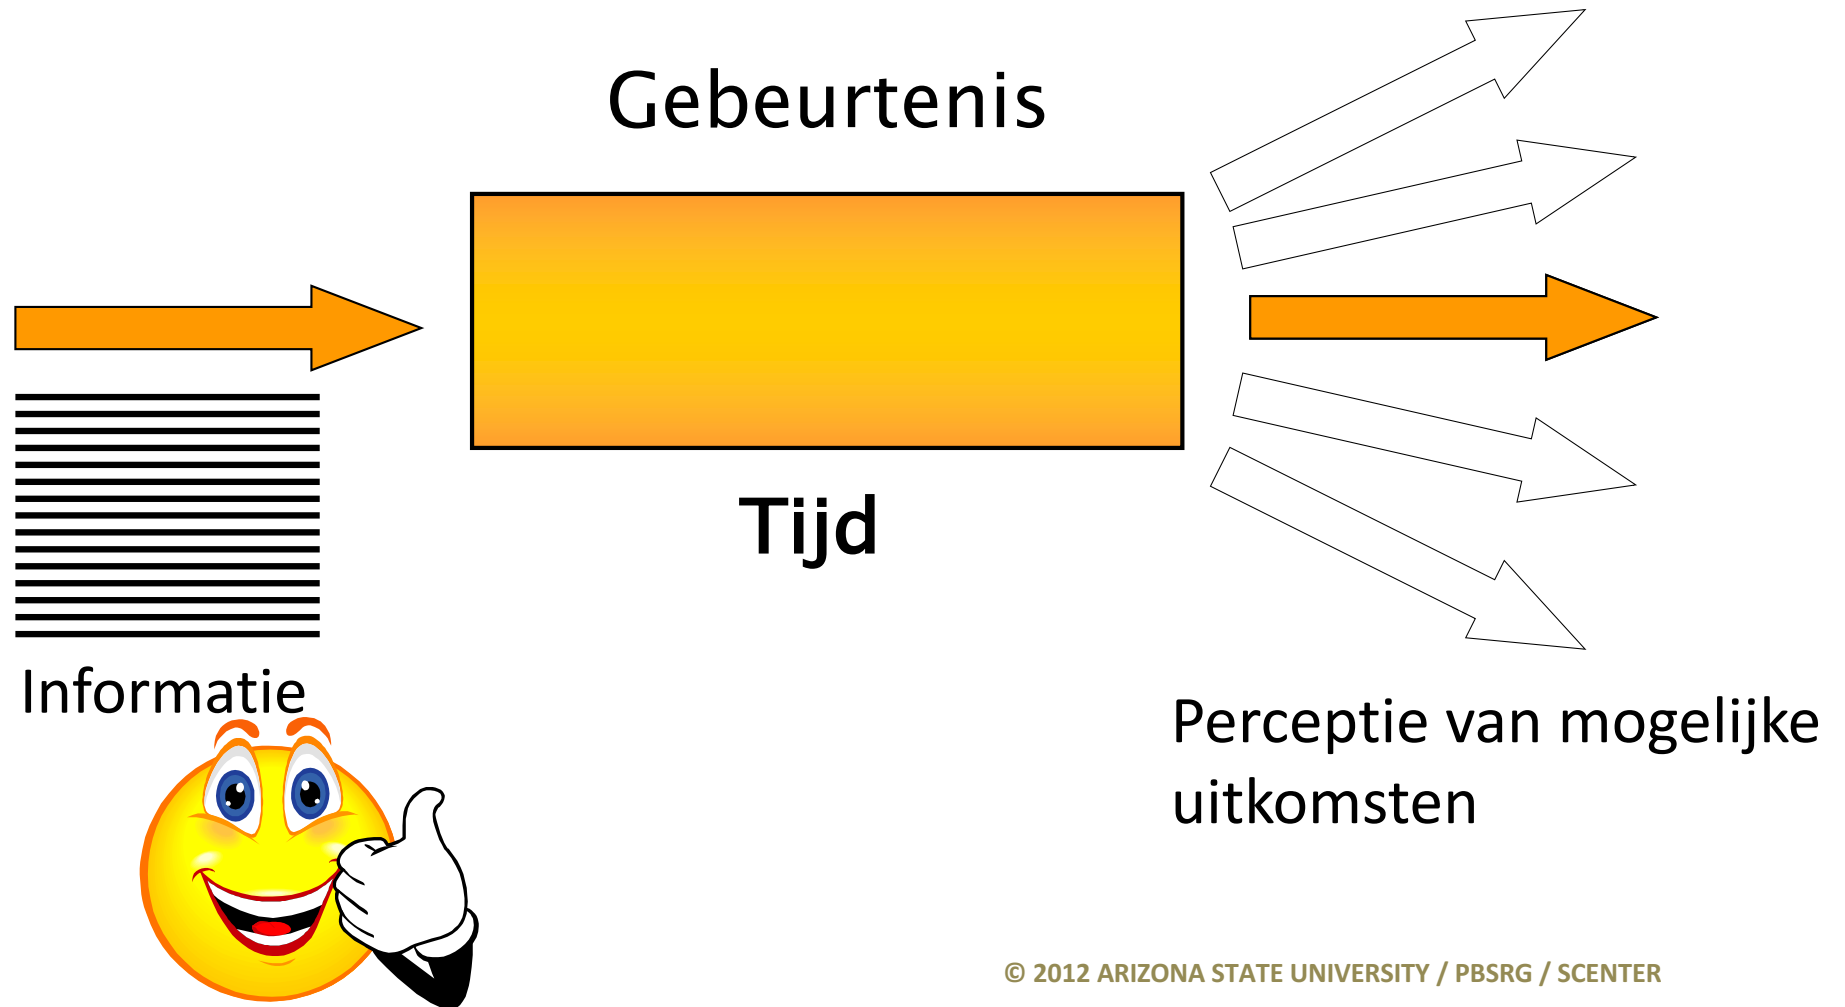 Gebeurtenis
Tijd
Informatie
Perceptie van mogelijke
uitkomsten
© 2012 ARIZONA STATE UNIVERSITY / PBSRG / SCENTER